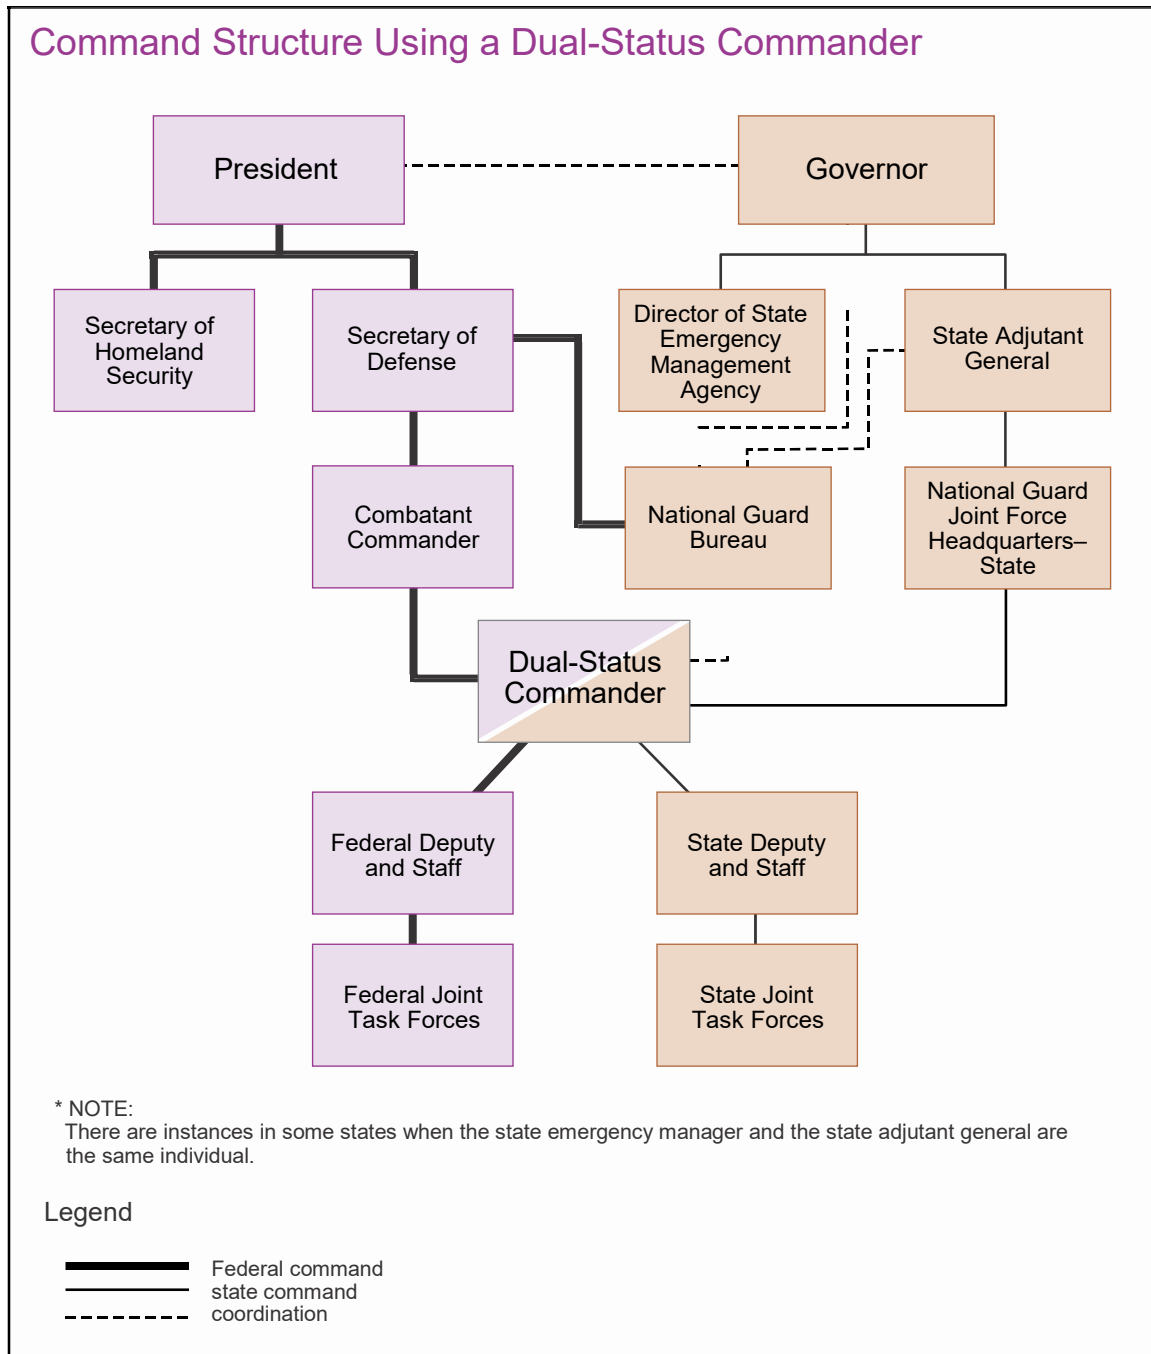 Command Structure Using a Dual-Status Commander
President
Governor
Secretary of
Homeland
Security
Secretary of
Defense
Director of State
Emergency
Management
Agency
State Adjutant
General
Combatant
Commander
National Guard
Bureau
National Guard
Joint Force
Headquarters–
State
Dual-Status
Commander
Federal Deputy
and Staff
State Deputy
and Staff
Federal Joint
Task Forces
State Joint
Task Forces
* NOTE:
There are instances in some states when the state emergency manager and the state adjutant general are
the same individual.
Legend
Federal command
state command
coordination